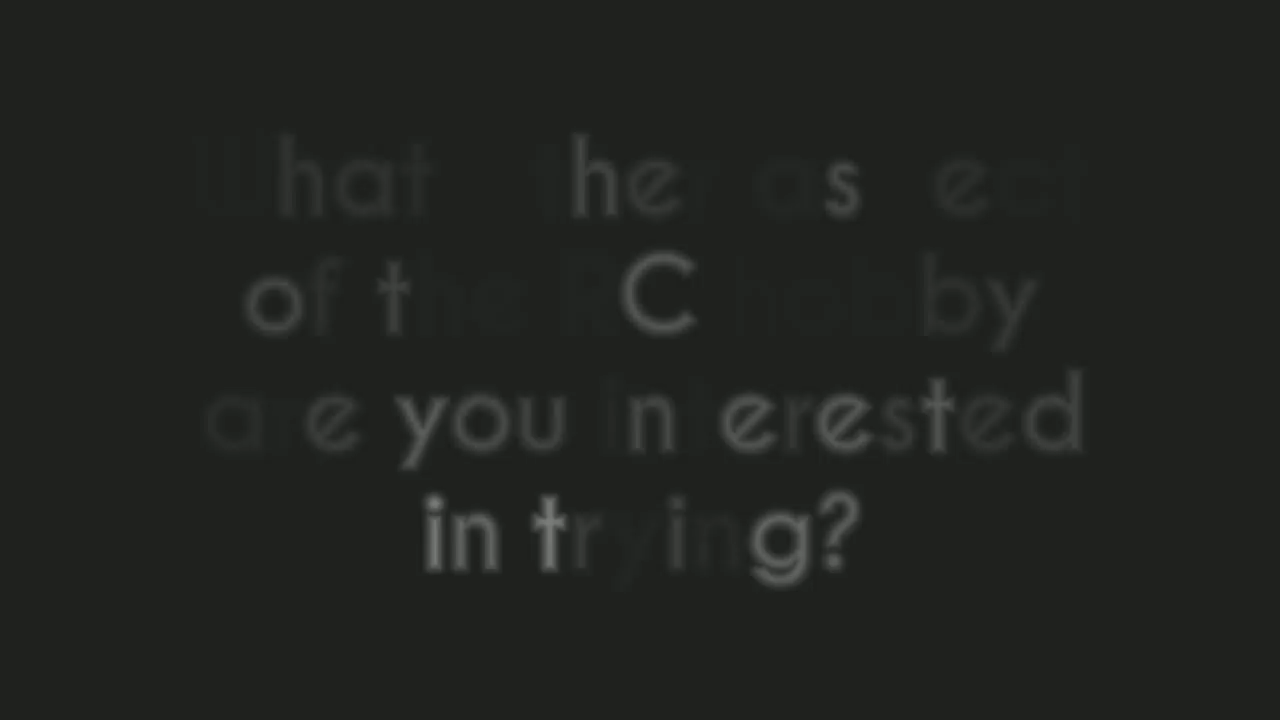 What other aspect
of the RC hobby
are you interested
in trying?